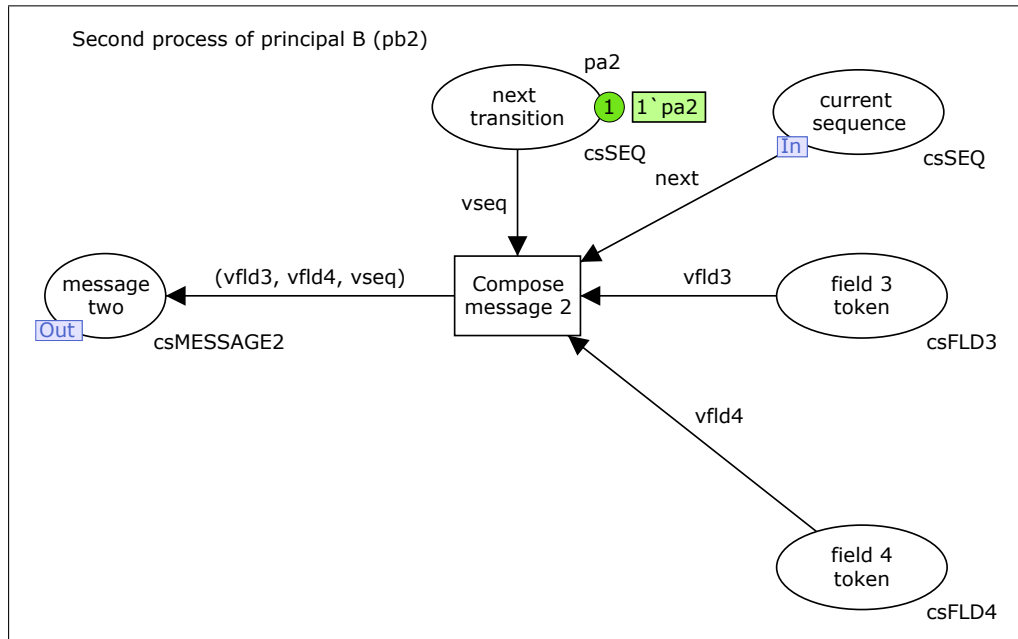 Second process of principal B (pb2)
pa2
next
transition
1
1`pa2
csSEQ
current
sequence
In
csSEQ
next
vseq
message
two
Out
csMESSAGE2
(vfld3, vfld4, vseq)
Compose
message 2
vfld3
field 3
token
csFLD3
vfld4
field 4
token
csFLD4